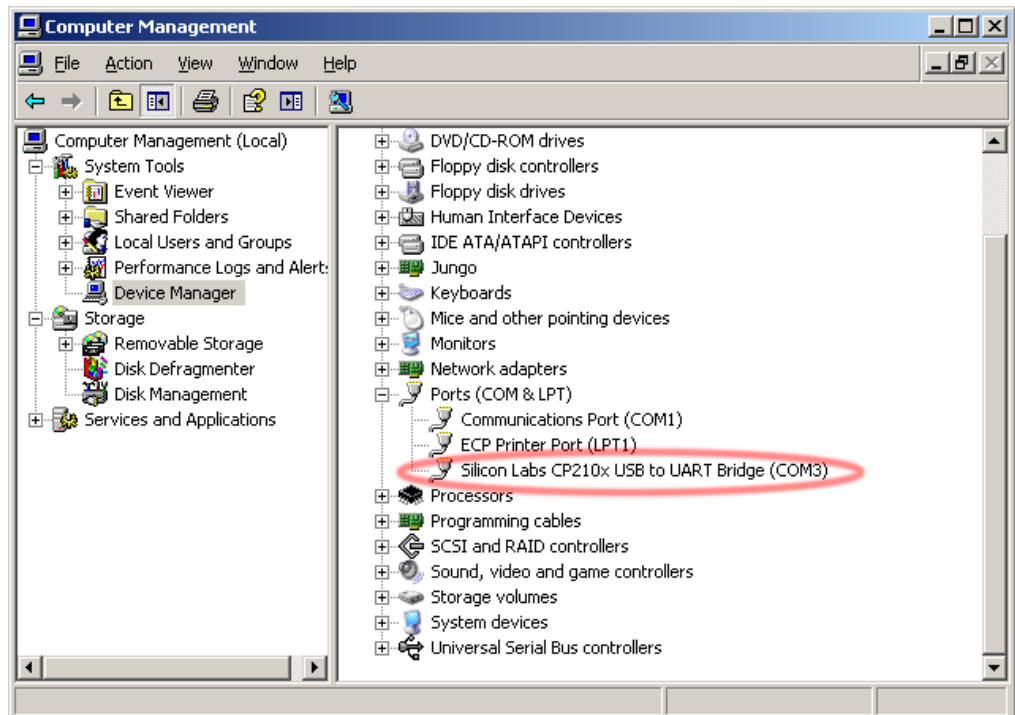 Computer Management
File Action View Window Help
Computer Management (Local)
System Tools
Event Viewer
Shared Folders
Local Users and Groups
Performance Logs and Alert
Device Manager
Storage
Removable Storage
Disk Defragmenter
Disk Management
Services and Applications
DVD/CD-ROM drives
Floppy disk controllers
Floppy disk drives
Human Interface Devices
IDE ATA/ATAPI controllers
Jungo
Keyboards
Mice and other pointing devices
Monitors
Network adapters
Ports (COM & LPT)
Communications Port (COM1)
ECP Printer Port (LPT1)
Silicon Labs CP210x USB to UART Bridge (COM3)
Processors
Programming cables
SCSI and RAID controllers
Sound, video and game controllers
Storage volumes
System devices
Universal Serial Bus controllers